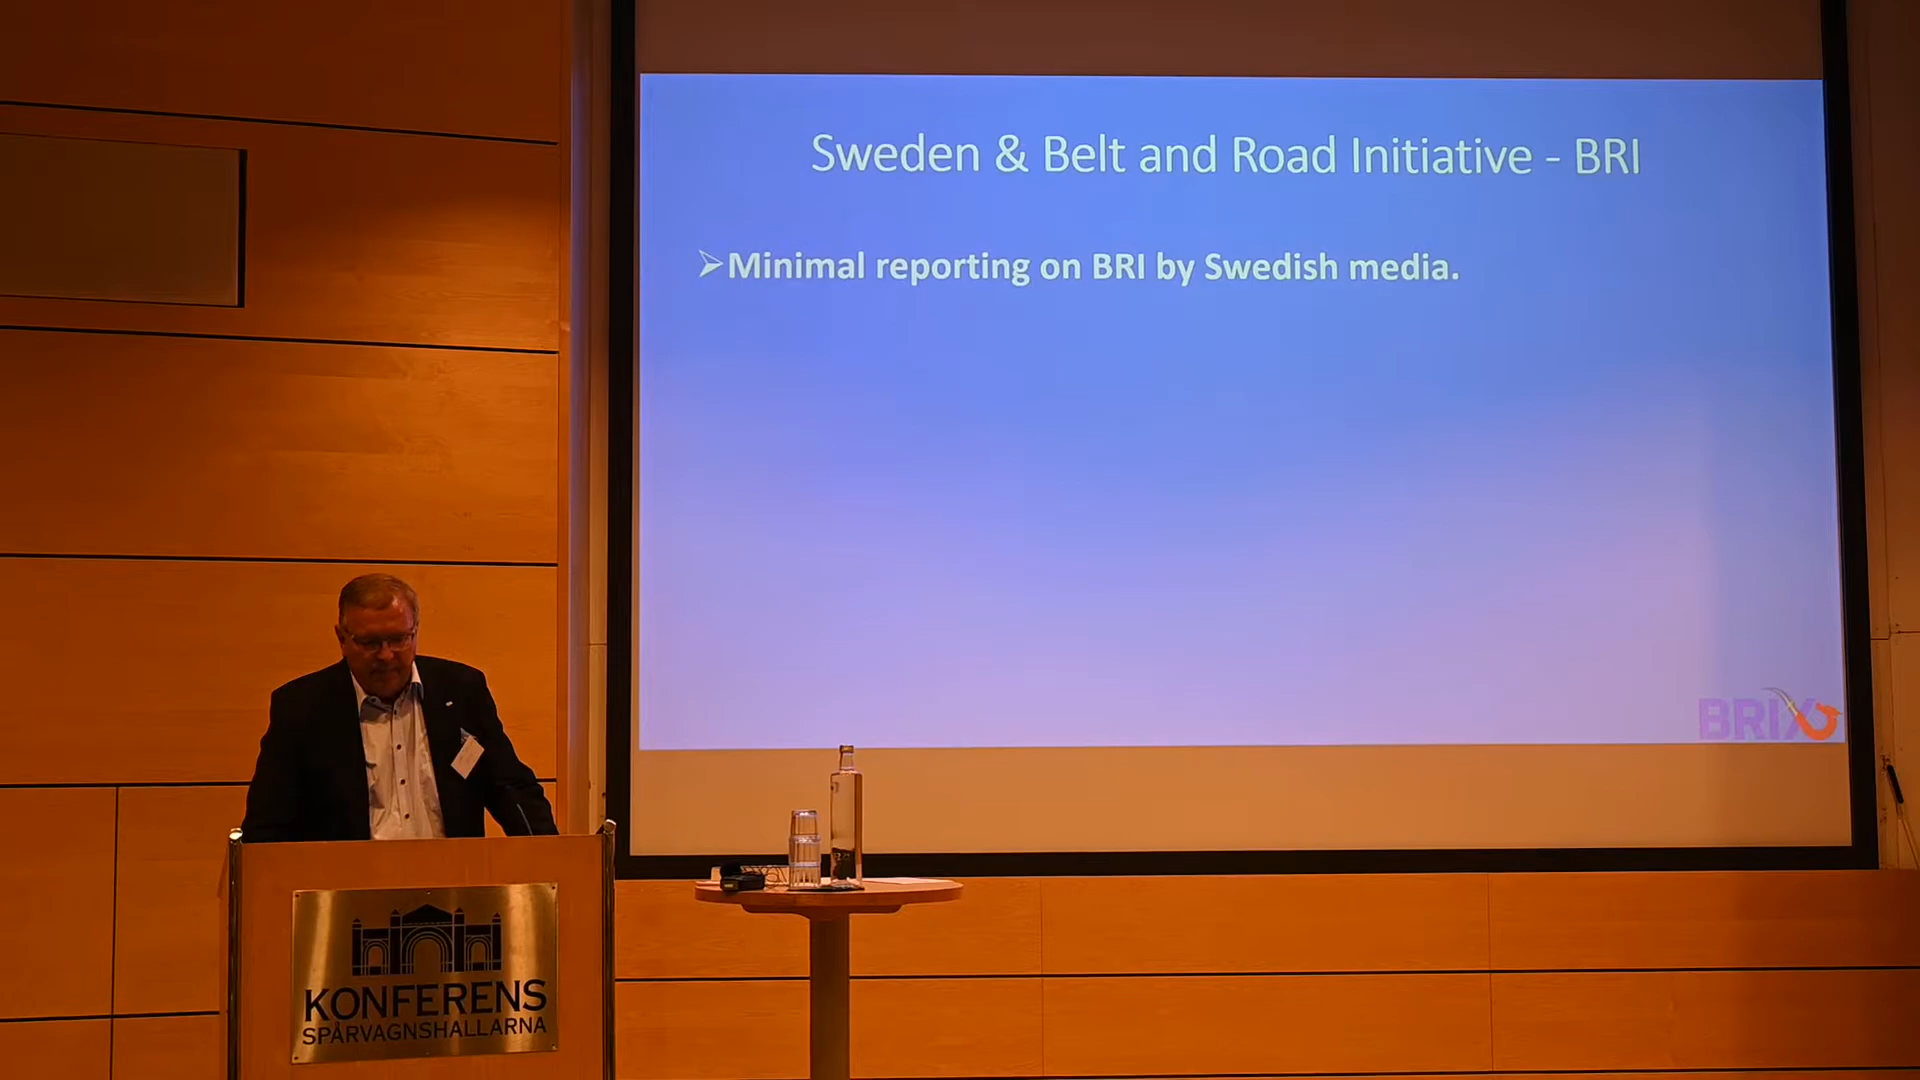 Sweden & Belt and Road Initiative - BRI
➢Minimal reporting on BRI by Swedish media.
BRIX
KONFERENS
SPÅRVAGNSHALLARNA